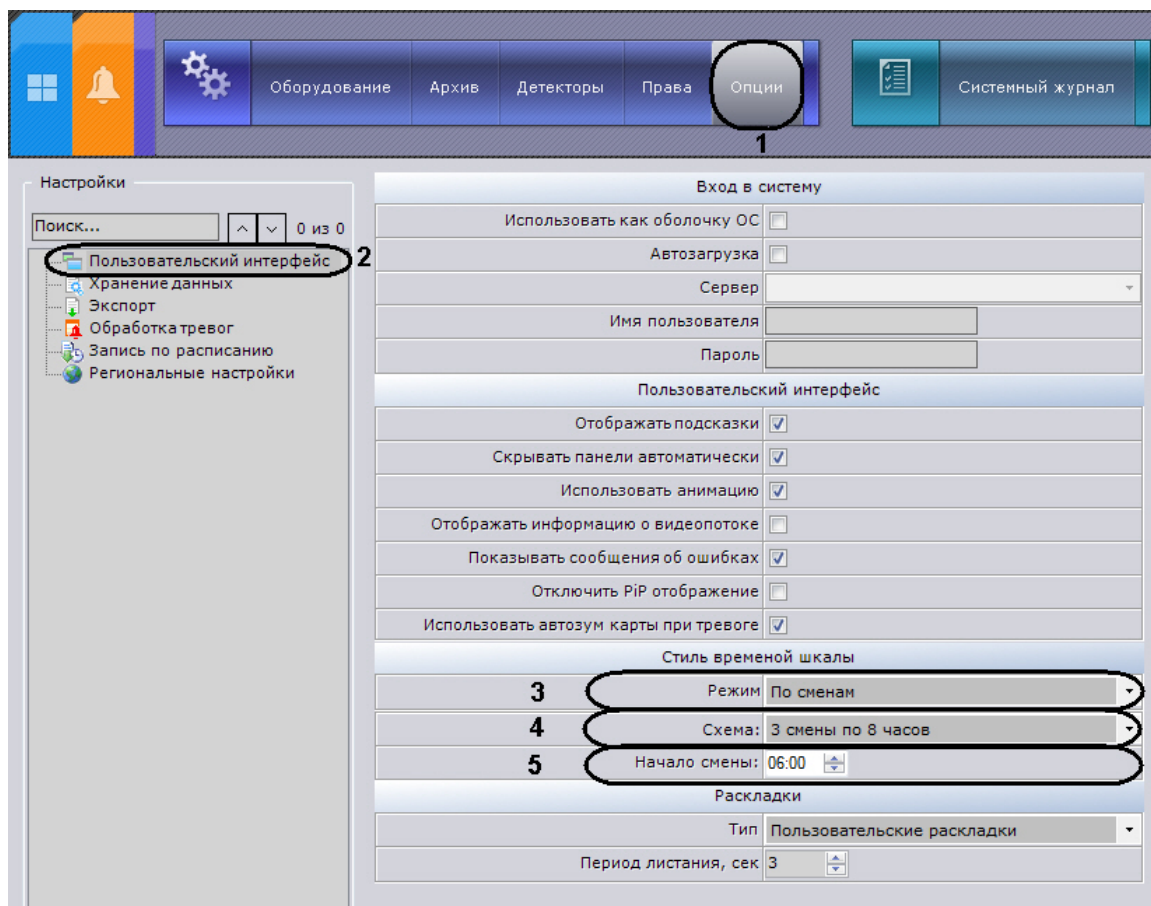 Оборудование Архив Детекторы Права Опции Системный журнал
1
Настройки
Поиск... 0 из 0
Пользовательский интерфейс 2
Хранение данных
Экспорт
Обработка тревог
Запись по расписанию
Региональные настройки
Вход в систему
Использовать как оболочку ОС
Автозагрузка
Сервер
Имя пользователя
Пароль
Пользовательский интерфейс
Отображать подсказки
Скрывать панели автоматически
Использовать анимацию
Отображать информацию о видеопотоке
Показывать сообщения об ошибках
Отключить PiP отображение
Использовать автозум карты при тревоге
Стиль временой шкалы
3 Режим По сменам
4 Схема: 3 смены по 8 часов
5 Начало смены: 06:00
Раскладки
Тип Пользовательские раскладки
Период листания, сек 3